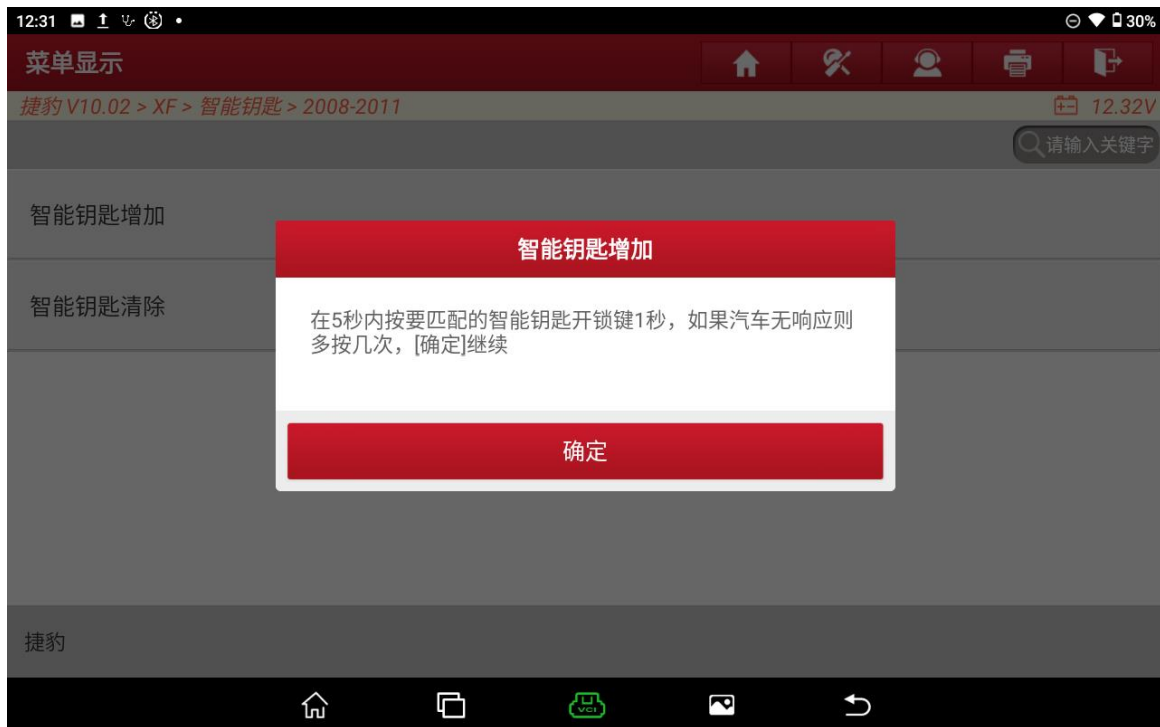 12:31
30%
菜单显示
捷豹 V10.02 > XF > 智能钥匙 > 2008-2011
12.32V
请输入关键字
智能钥匙增加
智能钥匙清除
智能钥匙增加
在5秒内按要匹配的智能钥匙开锁键1秒，如果汽车无响应则
多按几次，[确定]继续
确定
捷豹
VCI